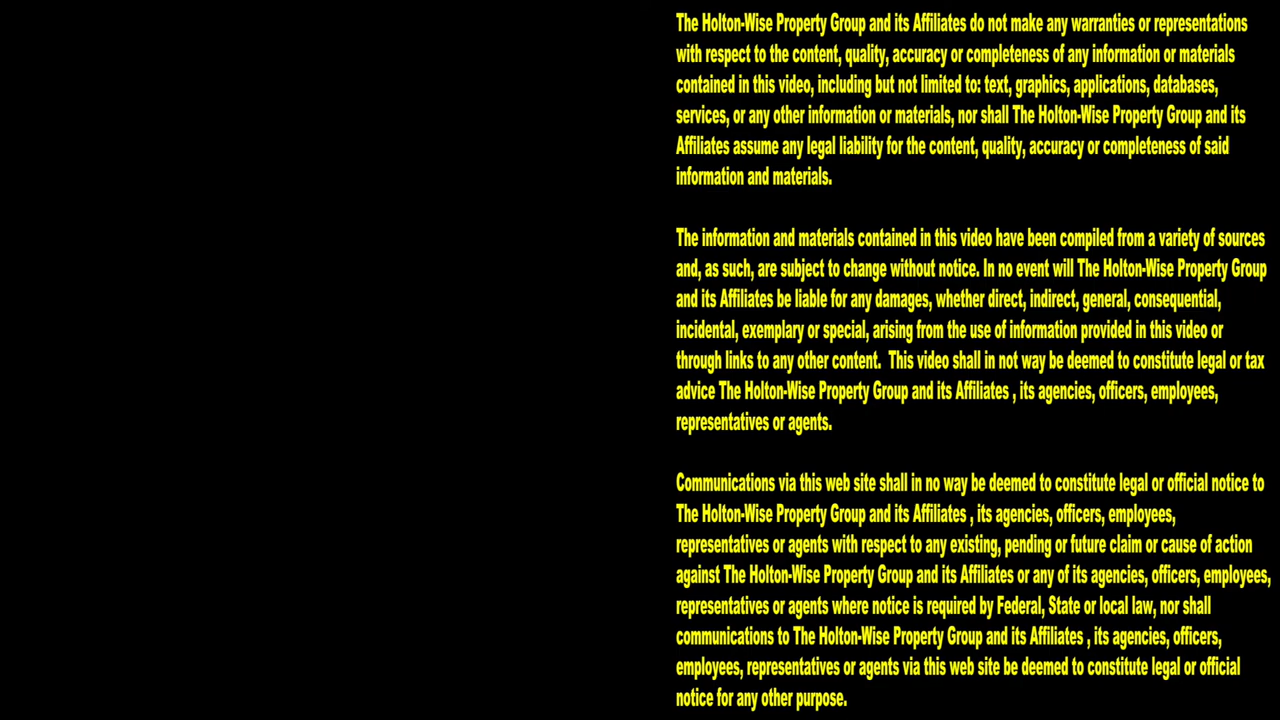 The Holton-Wise Property Group and its Affiliates do not make any warranties or representations
with respect to the content, quality, accuracy or completeness of any information or materials
contained in this video, including but not limited to: text, graphics, applications, databases,
services, or any other information or materials, nor shall The Holton-Wise Property Group and its
Affiliates assume any legal liability for the content, quality, accuracy or completeness of said
information and materials.

The information and materials contained in this video have been compiled from a variety of sources
and, as such, are subject to change without notice. In no event will The Holton-Wise Property Group
and its Affiliates be liable for any damages, whether direct, indirect, general, consequential,
incidental, exemplary or special, arising from the use of information provided in this video or
through links to any other content.  This video shall in not way be deemed to constitute legal or tax
advice The Holton-Wise Property Group and its Affiliates , its agencies, officers, employees,
representatives or agents.

Communications via this web site shall in no way be deemed to constitute legal or official notice to
The Holton-Wise Property Group and its Affiliates , its agencies, officers, employees,
representatives or agents with respect to any existing, pending or future claim or cause of action
against The Holton-Wise Property Group and its Affiliates or any of its agencies, officers, employees,
representatives or agents where notice is required by Federal, State or local law, nor shall
communications to The Holton-Wise Property Group and its Affiliates , its agencies, officers,
employees, representatives or agents via this web site be deemed to constitute legal or official
notice for any other purpose.